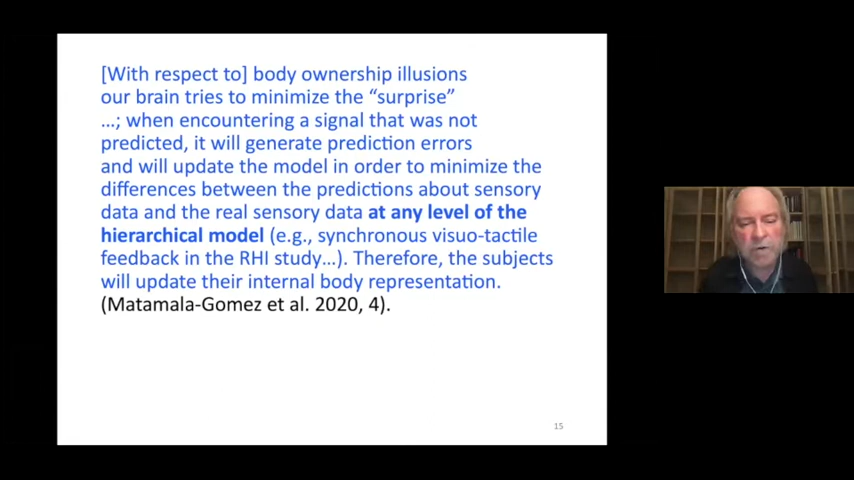 [With respect to] body ownership illusions
our brain tries to minimize the “surprise”
...; when encountering a signal that was not
predicted, it will generate prediction errors
and will update the model in order to minimize the
differences between the predictions about sensory
data and the real sensory data at any level of the
hierarchical model (e.g., synchronous visuo-tactile
feedback in the RHI study...). Therefore, the subjects
will update their internal body representation.
(Matamala-Gomez et al. 2020, 4).
15